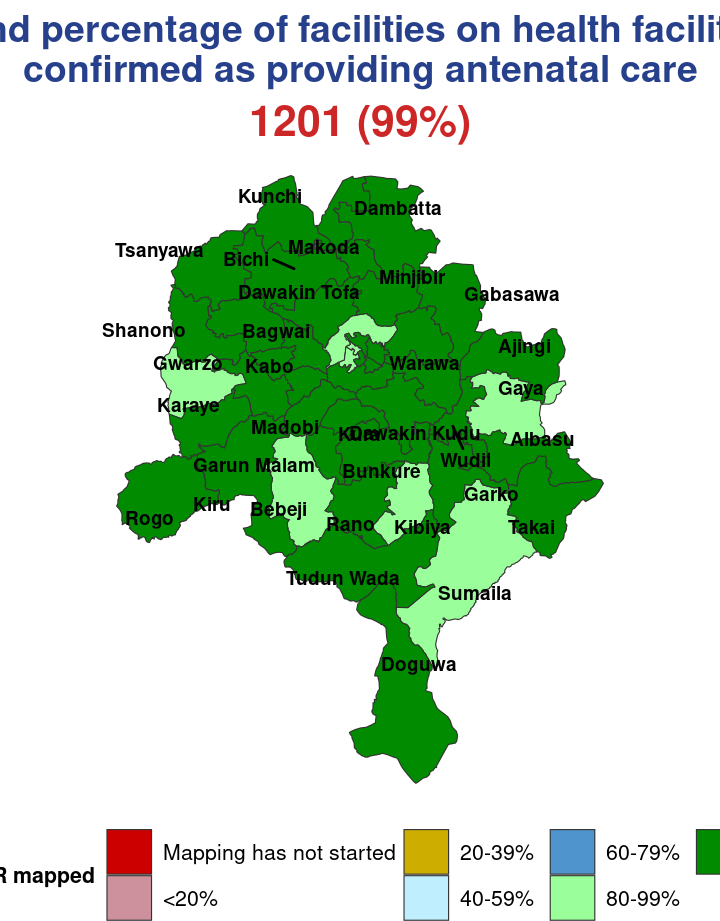 nd percentage of facilities on health facilit
confirmed as providing antenatal care
1201 (99%)
Kunchi
Dambatta
Tsanyawa
Bichi
Makoda
Minjibir
Dawakin Tofa
Gabasawa
Shanono
Bagwai
Ajingi
Gwarzo
Kabo
Warawa
Gaya
Karaye
Madobi
Kura
Dawakin Kudu
Albasu
Garun Malam
Bunkure
Wudil
Garko
Kiru
Bebeji
Rogo
Rano
Kibiya
Takai
Tudun Wada
Sumaila
Doguwa
R mapped
Mapping has not started
20-39%
60-79%
<20%
40-59%
80-99%